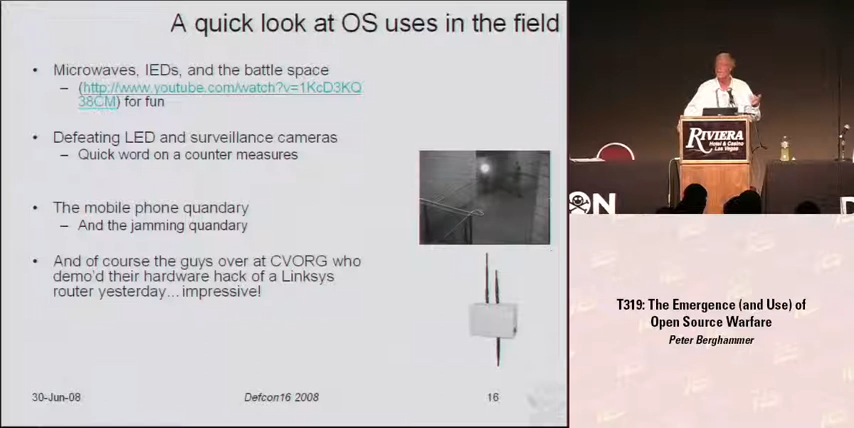 A quick look at OS uses in the field
• Microwaves, IEDs, and the battle space
– (http://www.youtube.com/watch?v=1KcD3KQ
38CM) for fun
• Defeating LED and surveillance cameras
– Quick word on a counter measures
• The mobile phone quandary
– And the jamming quandary
• And of course the guys over at CVORG who
demo'd their hardware hack of a Linksys
router yesterday…impressive!
30-Jun-08
Defcon16 2008
16
RIVIERA
Hotel & Casino
Las Vegas
ON
D
T319: The Emergence (and Use) of
Open Source Warfare
Peter Berghammer